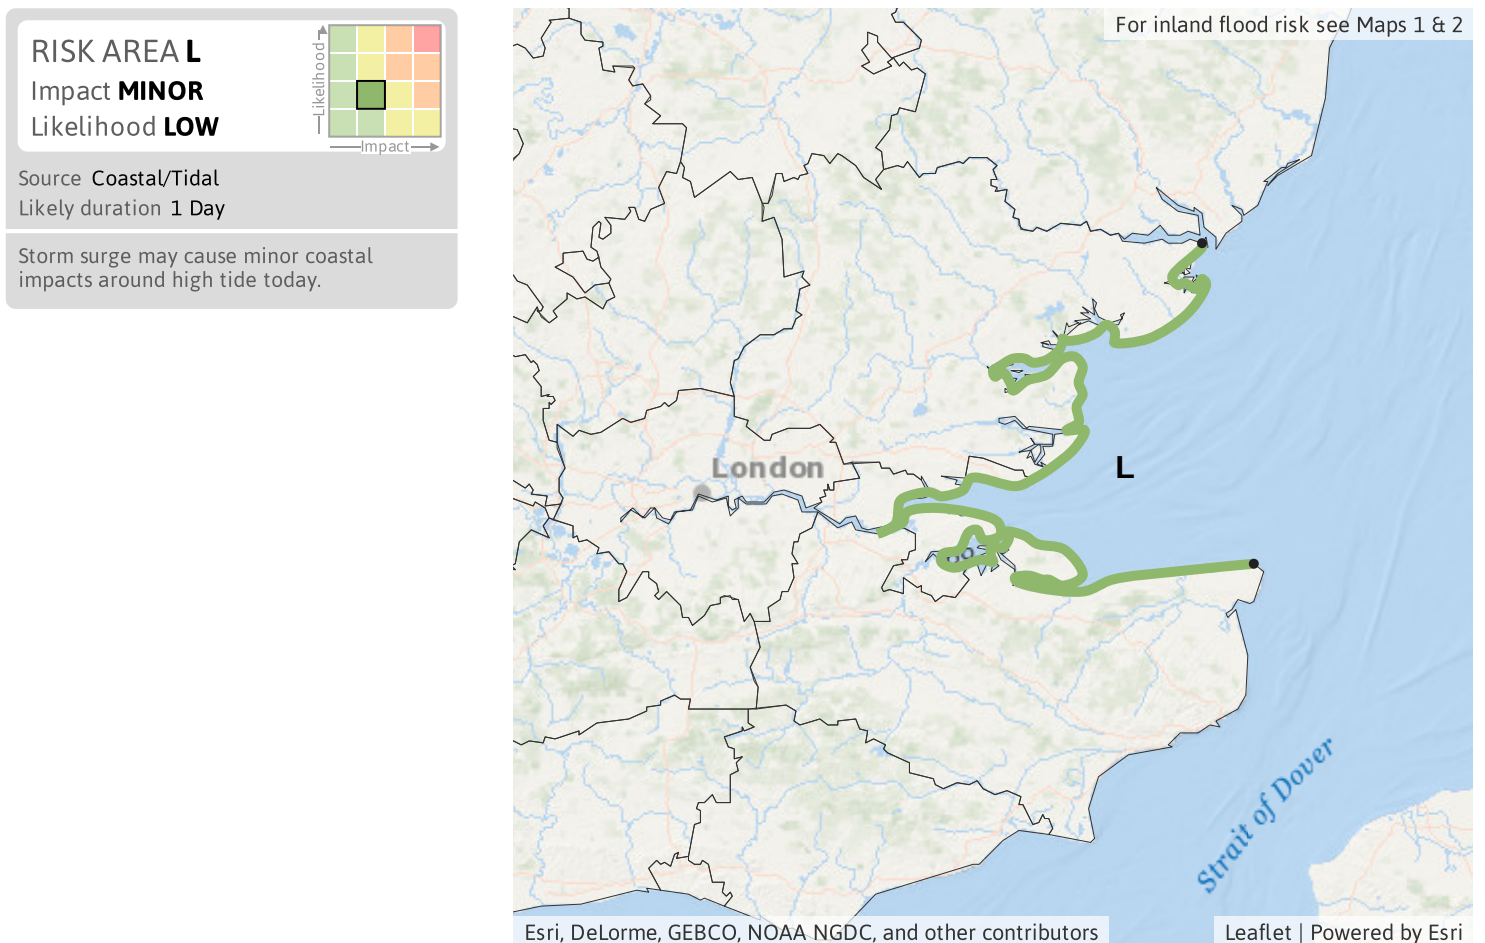 RISK AREA L
Impact MINOR
Likelihood LOW
Likelihood
Impact
Source Coastal/Tidal
Likely duration 1 Day
Storm surge may cause minor coastal
impacts around high tide today.
For inland flood risk see Maps 1 & 2
London
L
Strait of Dover
Esri, DeLorme, GEBCO, NOAA NGDC, and other contributors
Leaflet | Powered by Esri